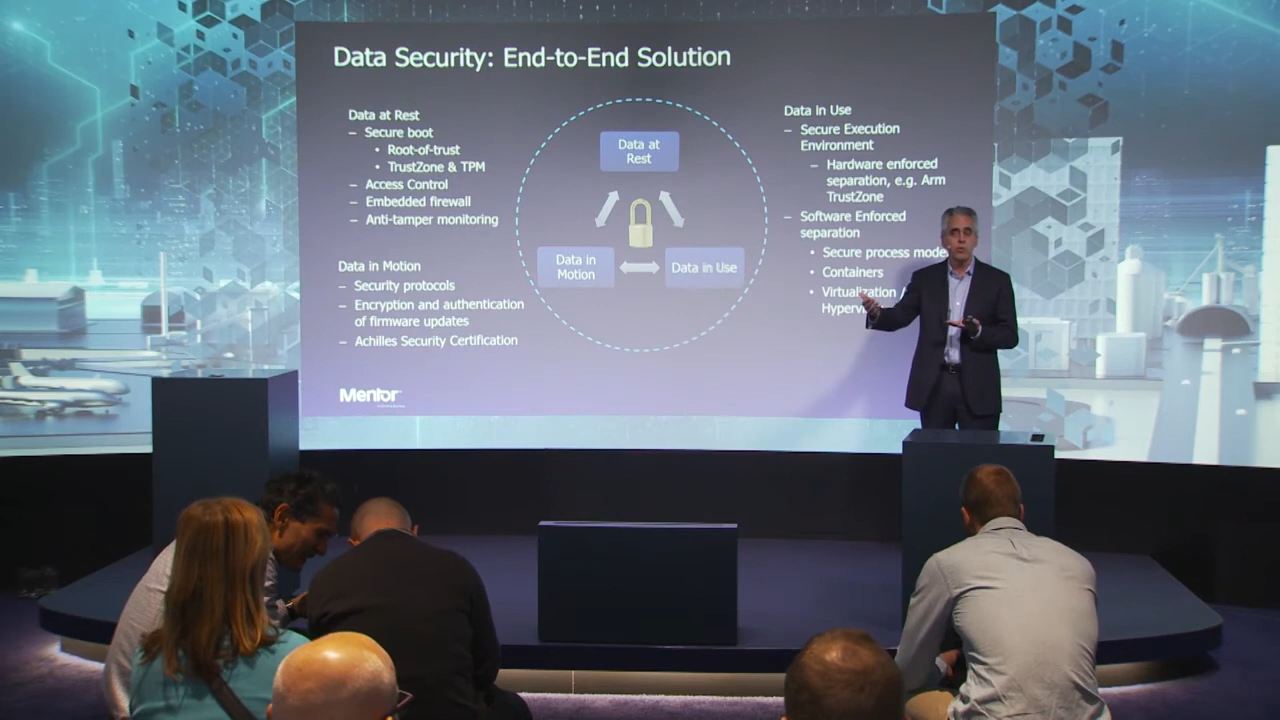 Data Security: End-to-End Solution
Data at Rest
– Secure boot
• Root-of-trust
• TrustZone & TPM
– Access Control
– Embedded firewall
– Anti-tamper monitoring
Data in Motion
– Security protocols
– Encryption and authentication
of firmware updates
– Achilles Security Certification
Data at
Rest
Data in
Motion
Data in Use
Data in Use
– Secure Execution
Environment
– Hardware enforced
separation, e.g. Arm
TrustZone
– Software Enforced
separation
• Secure process mode
• Containers
• Virtualization
Mentor